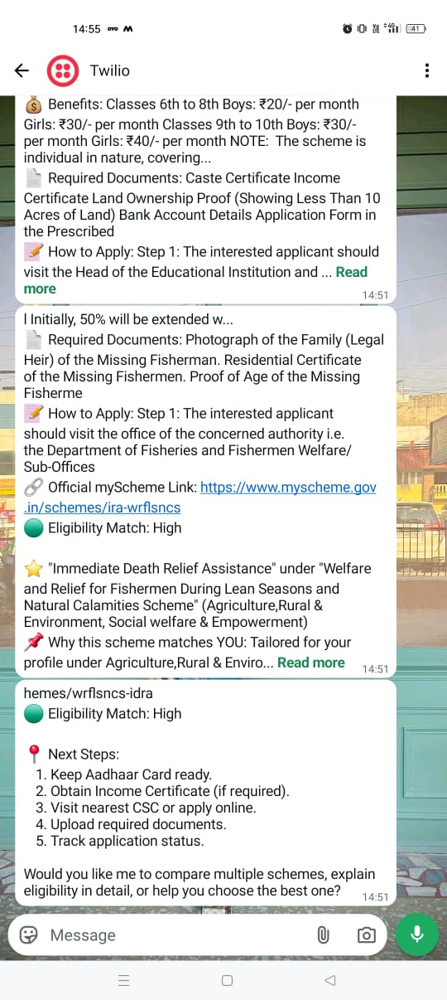 14:55 OYO M
4G 41
Twilio
💰 Benefits: Classes 6th to 8th Boys: ₹20/- per month
Girls: ₹30/- per month Classes 9th to 10th Boys: ₹30/-
per month Girls: ₹40/- per month NOTE: The scheme is
individual in nature, covering...
📄 Required Documents: Caste Certificate Income
Certificate Land Ownership Proof (Showing Less Than 10
Acres of Land) Bank Account Details Application Form in
the Prescribed
📝 How to Apply: Step 1: The interested applicant should
visit the Head of the Educational Institution and ... Read
more
14:51
l Initially, 50% will be extended w...
📄 Required Documents: Photograph of the Family (Legal
Heir) of the Missing Fisherman. Residential Certificate
of the Missing Fishermen. Proof of Age of the Missing
Fisherme
📝 How to Apply: Step 1: The interested applicant
should visit the office of the concerned authority i.e.
the Department of Fisheries and Fishermen Welfare/
Sub-Offices
🔗 Official myScheme Link: https://www.myscheme.gov
.in/schemes/ira-wrflsncs
🟢 Eligibility Match: High
⭐ "Immediate Death Relief Assistance" under "Welfare
and Relief for Fishermen During Lean Seasons and
Natural Calamities Scheme" (Agriculture,Rural &
Environment, Social welfare & Empowerment)
📌 Why this scheme matches YOU: Tailored for your
profile under Agriculture,Rural & Enviro... Read more
14:51
hemes/wrflsncs-idra
🟢 Eligibility Match: High
📍 Next Steps:
1. Keep Aadhaar Card ready.
2. Obtain Income Certificate (if required).
3. Visit nearest CSC or apply online.
4. Upload required documents.
5. Track application status.
Would you like me to compare multiple schemes, explain
eligibility in detail, or help you choose the best one?
14:51
Message